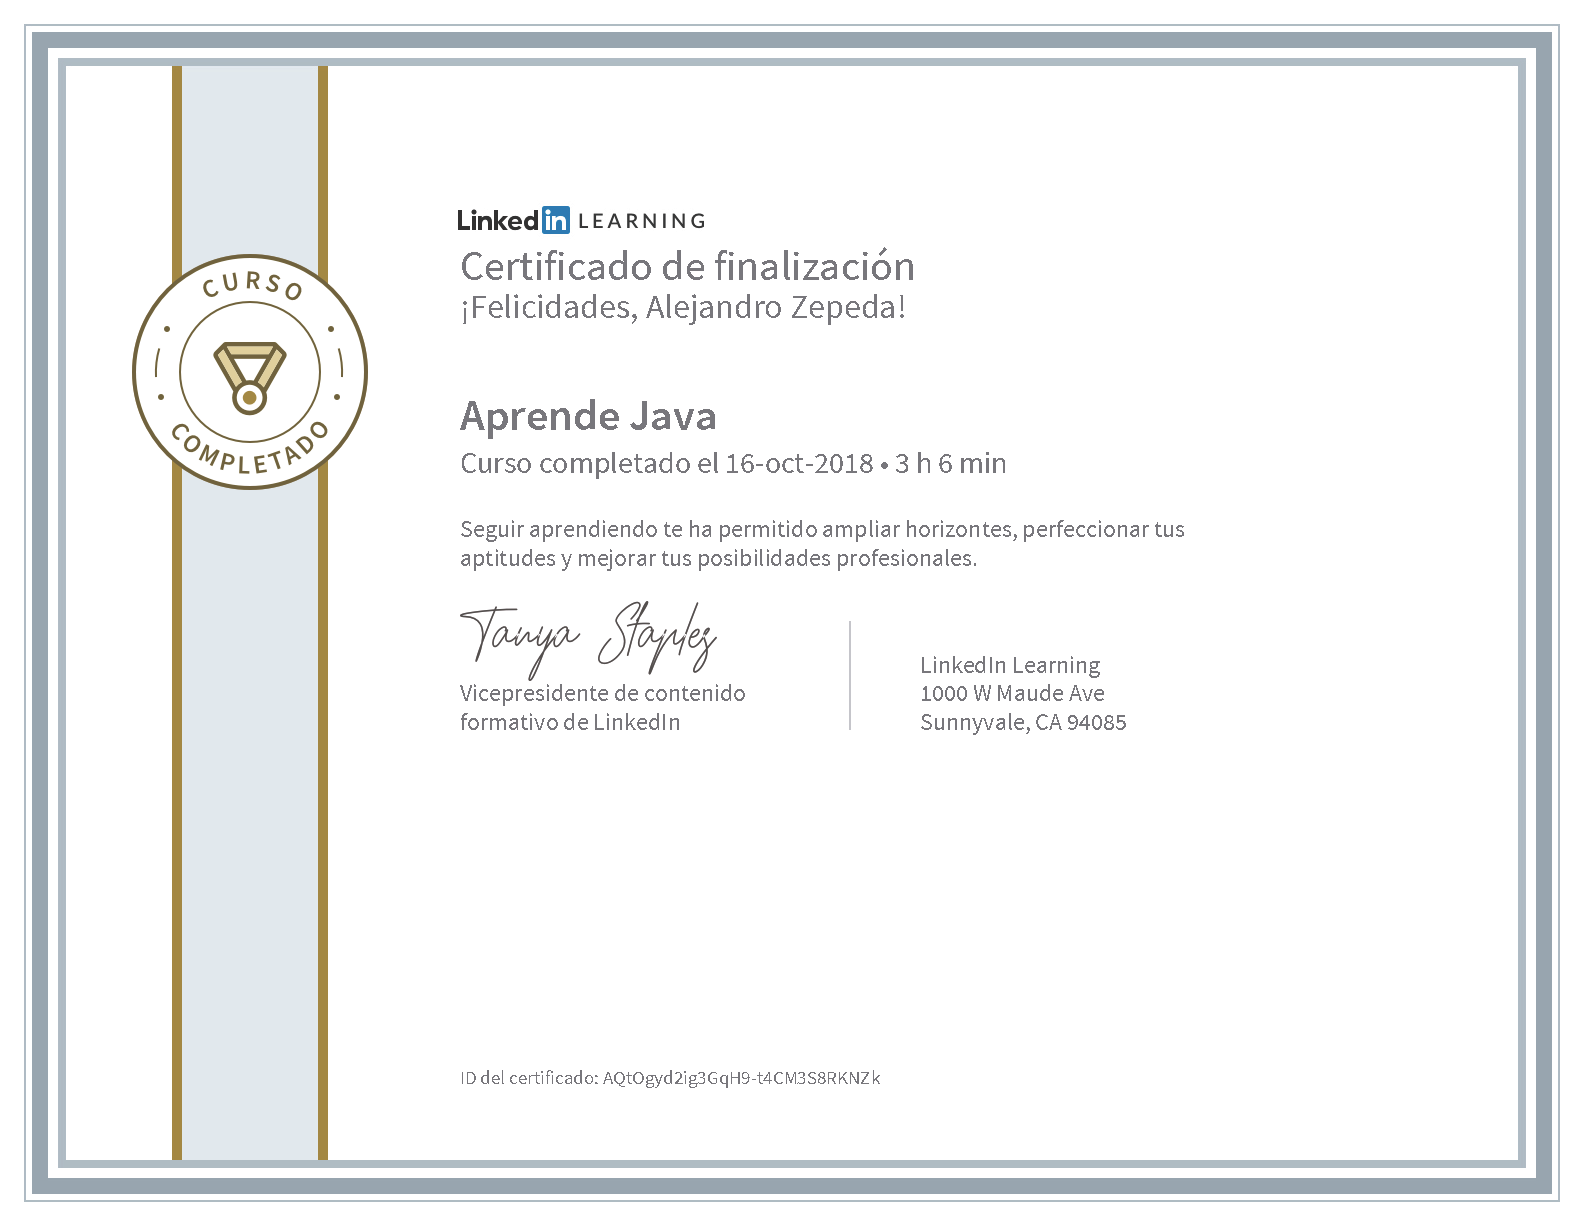 LinkedIn LEARNING
Certificado de finalización
¡Felicidades, Alejandro Zepeda!
CURSO
COMPLETADO
Aprende Java
Curso completado el 16-oct-2018 • 3 h 6 min
Seguir aprendiendo te ha permitido ampliar horizontes, perfeccionar tus
aptitudes y mejorar tus posibilidades profesionales.
Tanya Staples
Vicepresidente de contenido
formativo de LinkedIn
LinkedIn Learning
1000 W Maude Ave
Sunnyvale, CA 94085
ID del certificado: AQtOgyd2ig3GqH9-t4CM3S8RKNZk